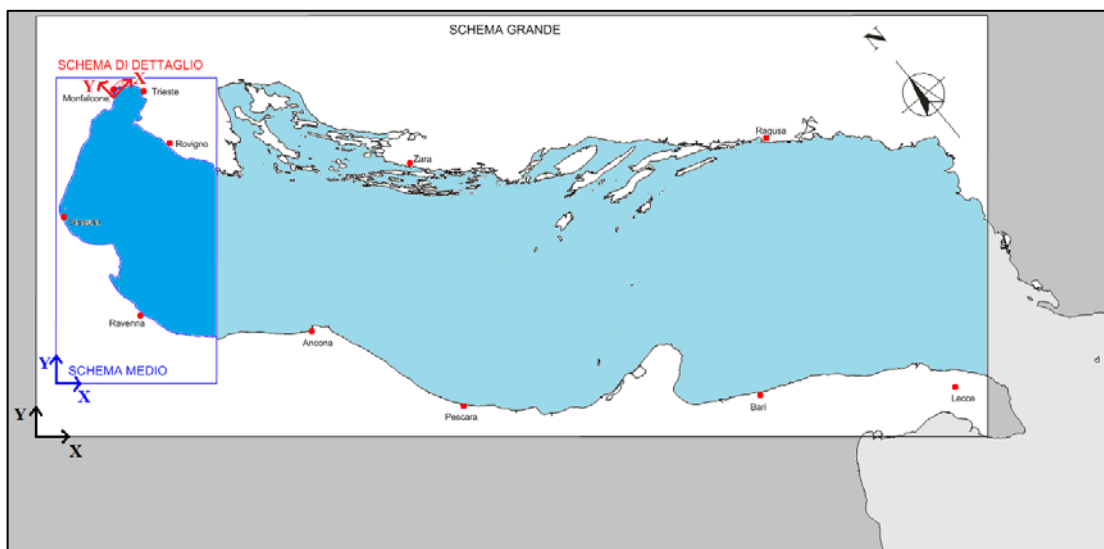 SCHEMA GRANDE
N
SCHEMA DI DETTAGLIO
Y X
Monfalcone
Trieste
Rovigno
Ragusa
Zara
Ravenna
Ancona
Y
SCHEMA MEDIO
X
Pescara
Bari
Lecce
Y
X